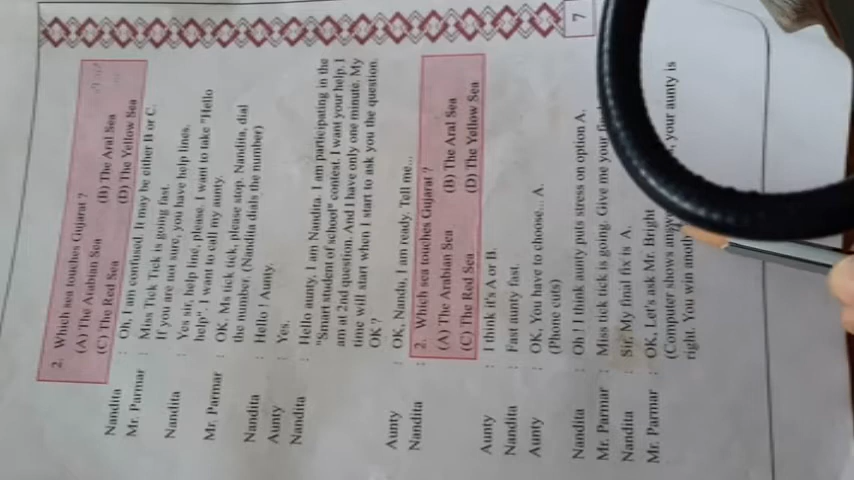 2. Which sea touches Gujarat ?
(A) The Arabian Sea (B) The Aral Sea
(C) The Red Sea (D) The Yellow Sea
Nandita : Oh, I am confused. It may be either B or C.
Mr. Parmar : Miss Tick Tick is going fast.
If you are not sure, you have help lines.
Nandita : Yes sir, help line, please. I want to take "Hello
help". I want to call my aunty.
Mr. Parmar : OK, Ms tick tick, please stop. Nandita, dial
the number. (Nandita dials the number)
Nandita : Hello ! Aunty.
Aunty : Yes.
Nandita : Hello aunty, I am Nandita. I am participating in the
"Smart student of school" contest. I want your help. I
am at 2nd question. And I have only one minute. My
time will start when I start to ask you the question.
OK ?
Aunty : OK, Nandu, I am ready. Tell me...
Nandita : 2. Which sea touches Gujarat ?
(A) The Arabian Sea (B) The Aral Sea
(C) The Red Sea (D) The Yellow Sea
Aunty : I think it's A or B.
Nandita : Fast aunty fast.
Aunty : OK, You have to choose... A.
(Phone cuts)
Nandita : Oh ! I think aunty puts stress on option A.
Mr. Parmar : Miss tick tick is going. Give me your
Nandita : Sir, My final fix is A.
Mr. Parmar : OK, Let's ask Mr. Bright
(Computer shows , your aunty is
right. You win
7